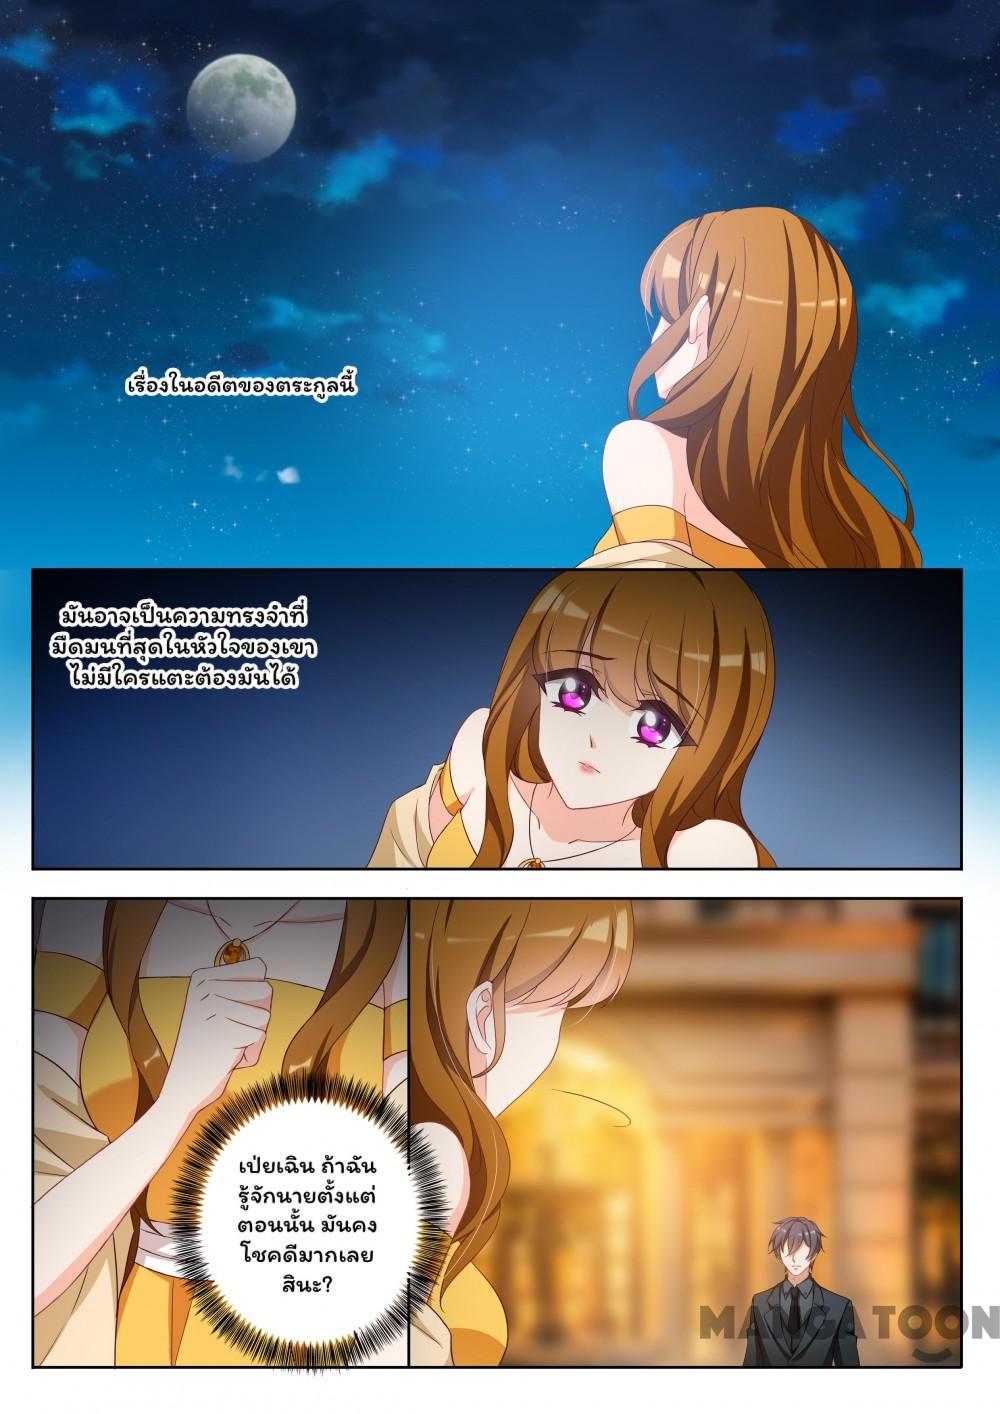 เรื่องในอดีตของตระกูลนี้
มันอาจเป็นความทรงจำที่
มืดมนที่สุดในหัวใจของเขา
ไม่มีใครแตะต้องมันได้
เป่ยเฉิน ถ้าฉัน
รู้จักนายตั้งแต่
ตอนนั้น มันคง
โชคดีมากเลย
สินะ?
MANGATOON